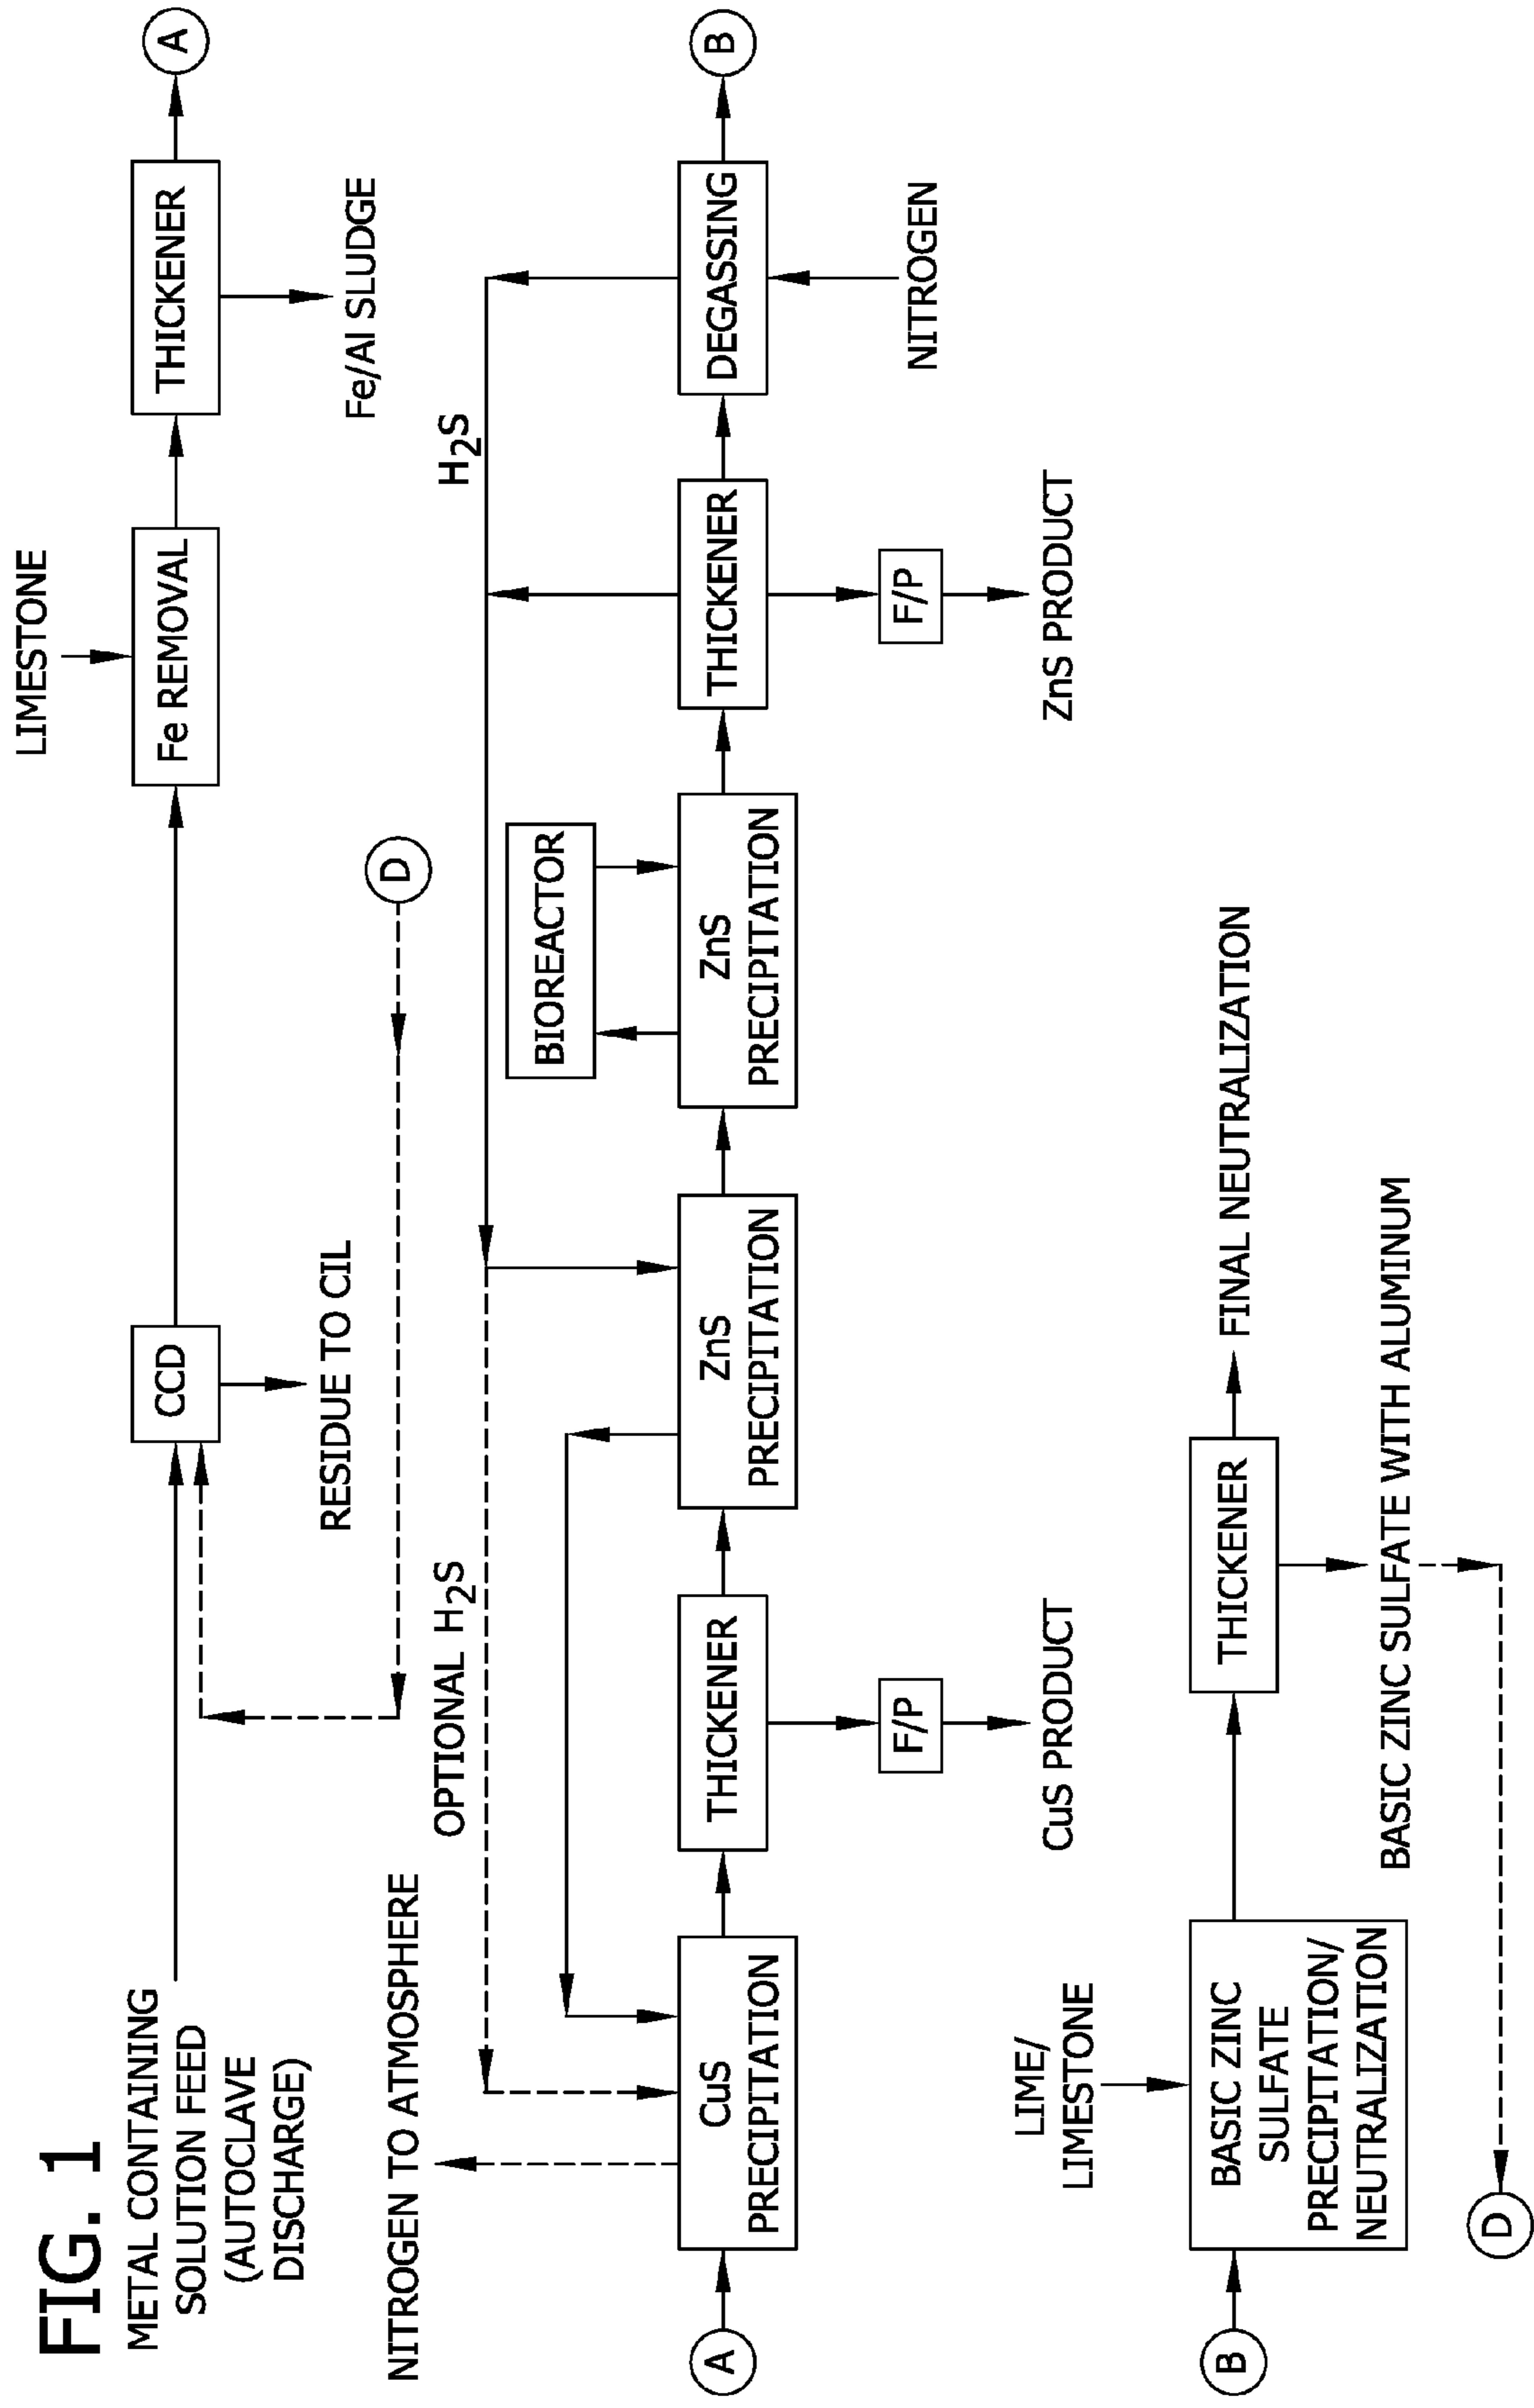 FIG. 1
METAL CONTAINING
SOLUTION FEED
(AUTOCLAVE
DISCHARGE)
CCD
RESIDUE TO CIL
LIMESTONE
Fe REMOVAL
THICKENER
Fe/Al SLUDGE
A
D
NITROGEN TO ATMOSPHERE
OPTIONAL H2S
H2S
A
CuS
PRECIPITATION
THICKENER
F/P
CuS PRODUCT
ZnS
PRECIPITATION
BIOREACTOR
ZnS
PRECIPITATION
THICKENER
F/P
ZnS PRODUCT
DEGASSING
NITROGEN
B
LIME/
LIMESTONE
B
BASIC ZINC
SULFATE
PRECIPITATION/
NEUTRALIZATION
THICKENER
FINAL NEUTRALIZATION
BASIC ZINC SULFATE WITH ALUMINUM
D